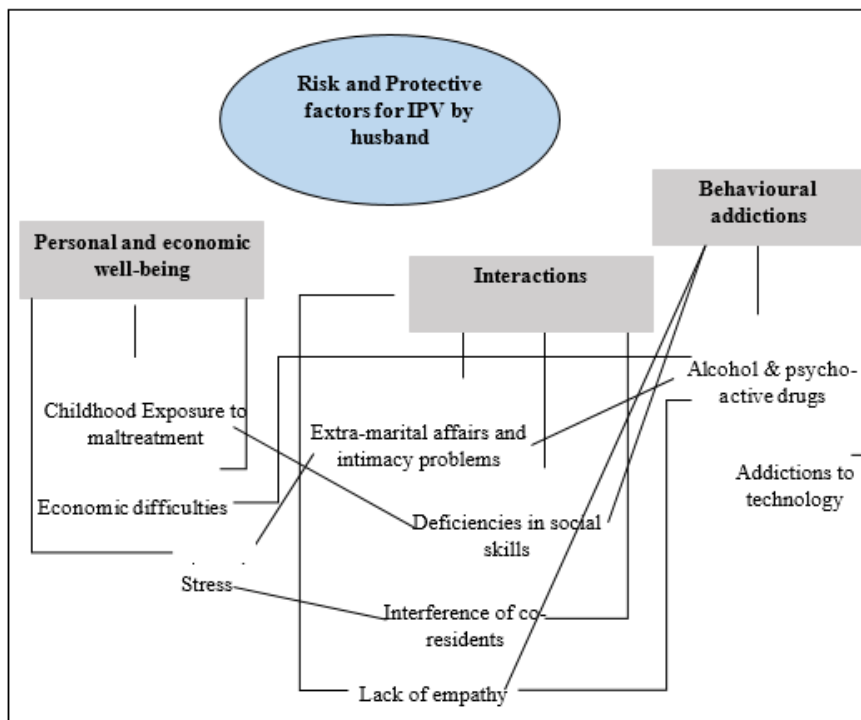 Risk and Protective
factors for IPV by
husband
Behavioural
addictions
Personal and economic
well-being
Interactions
Alcohol & psycho-
active drugs
Childhood Exposure to
maltreatment
Extra-marital affairs and
intimacy problems
Addictions to
technology
Economic difficulties
Deficiencies in social
skills
Stress
Interference of co-
residents
Lack of empathy